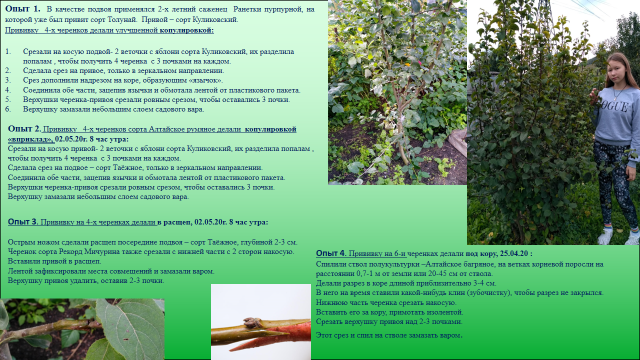 Опыт 1. В качестве подвоя применялся 2-х летний саженец Ранетки пурпурной, на
которой уже был привит сорт Толунай. Привой – сорт Куликовский.
Прививку 4-х черенков делали улучшенной копулировкой:
1. Срезали на косую подвой- 2 веточки с яблони сорта Куликовский, их разделила
попалам , чтобы получить 4 черенка с 3 почками на каждом.
2. Сделала срез на привое, только в зеркальном направлении.
3. Срез дополнили надрезом на коре, образующим «язычок».
4. Соединила обе части, зацепив язычки и обмотала лентой от пластикового пакета.
5. Верхушки черенка-привоя срезали ровным срезом, чтобы оставались 3 почки.
6. Верхушку замазали небольшим слоем садового вара.
Опыт 2. Прививку 4-х черенков сорта Алтайское румяное делали копулировкой
«вприклад», 02.05.20г. 8 час утра:
Срезали на косую привой- 2 веточки с яблони сорта Куликовский, их разделила попалам ,
чтобы получить 4 черенка с 3 почками на каждом.
Сделала срез на подвое – сорт Таёжное, только в зеркальном направлении.
Соединила обе части, зацепив язычки и обмотала лентой от пластикового пакета.
Верхушки черенка-привоя срезали ровным срезом, чтобы оставались 3 почки.
Верхушку замазали небольшим слоем садового вара.
Опыт 3. Прививку на 4-х черенках делали в расщеп, 02.05.20г. 8 час утра:
Острым ножом сделали расщеп посередине подвоя – сорт Таёжное, глубиной 2-3 см.
Черенок сорта Рекорд Мичурина также срезали с нижней части с 2 сторон накосую.
Вставили привой в расщеп.
Лентой зафиксировали места совмещений и замазали варом.
Верхушку привоя удалить, оставив 2-3 почки.
VOGUE
Опыт 4. Прививку на 6-и черенках делали под кору, 25.04.20 :
Спилили ствол полукультурки –Алтайское багряное, на ветках корневой поросли на
расстоянии 0,7-1 м от земли или 20-45 см от ствола.
Делали разрез в коре длиной приблизительно 3-4 см.
В него на время ставили какой-нибудь клин (зубочистку), чтобы разрез не закрылся.
Нижнюю часть черенка срезать накосую.
Вставить его за кору, примотать изолентой.
Срезать верхушку привоя над 2-3 почками.
Этот срез и спил на стволе замазать варом.